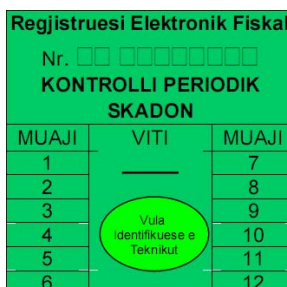 Regjistruesi Elektronik Fiskal
Nr.
KONTROLLI PERIODIK
SKADON
MUAJI VITI MUAJI
1 7
2 8
3 9
4 10
5 11
6 12
Vula
Identifikuese e
Teknikut